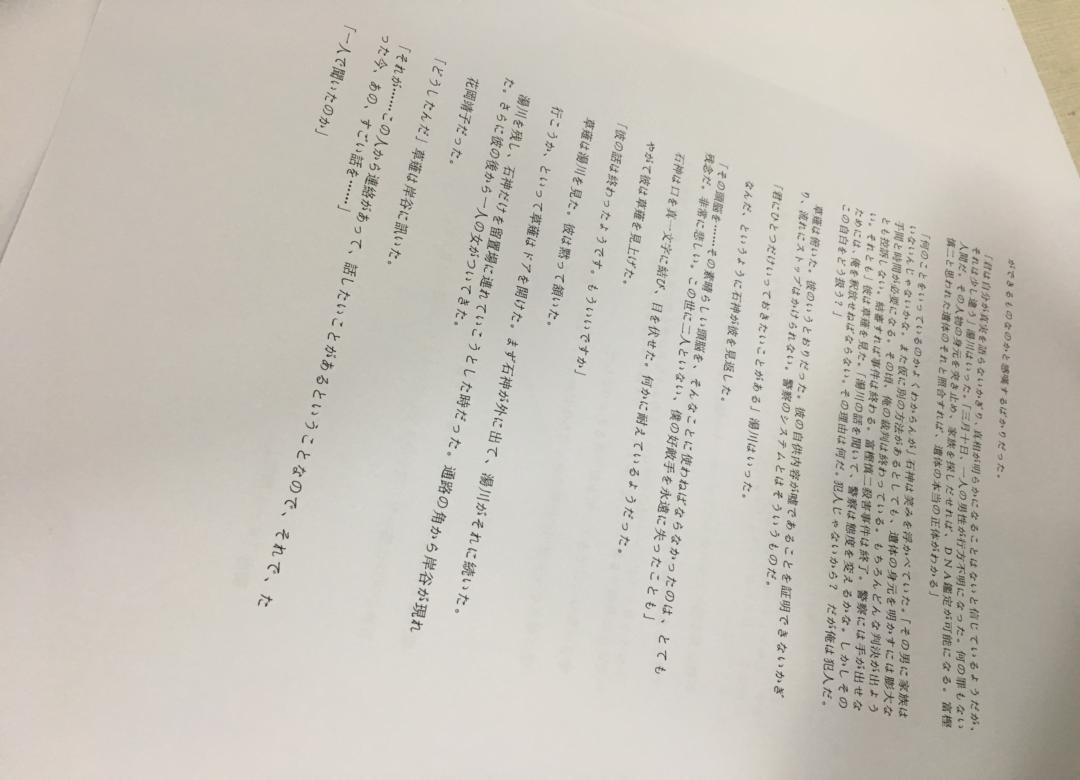 ができるものなのかと感嘆するばかりだった。
「君は自分が真実を語らないかぎり、真相が明らかになることはないと信じているようだが、
それは少し違う」湯川はいった。「三月十日、一人の男性が行方不明になった。何の罪もない
人間だ。その人物の身元を突き止め、家族を探しだせれば、DNA鑑定が可能になる。富樫
慎二と思われた遺体のそれと照合すれば、遺体の本当の正体がわかる」
「何のことをいっているのかよくわからんが」石神は笑みを浮かべていた。「その男に家族は
いないんじゃないかな。また仮に別の方法があるとしても、遺体の身元を明かすには膨大な
手間と時間が必要になる。その頃、俺の裁判は終わっている。もちろんどんな判決が出よう
とも控訴しない。結審すれば事件は終わる。富樫慎二殺害事件は終了。警察には手が出せな
い。それとも」彼は草薙を見た。「湯川の話を聞いて、警察は態度を変えるかな。しかしその
ためには、俺を釈放せねばならない。その理由は何だ。犯人じゃないから? だが俺は犯人だ。
この自白をどう扱う?」
草薙は俯いた。彼のいうとおりだった。彼の自供内容が嘘であることを証明できないかぎ
り、流れにストップはかけられない。警察のシステムとはそういうものだ。
「君にひとつだけいっておきたいことがある」湯川はいった。
なんだ、というように石神が彼を見返した。
「その頭脳を……その素晴らしい頭脳を、そんなことに使わねばならなかったのは、とても
残念だ。非常に悲しい。この世に二人といない、僕の好敵手を永遠に失ったことも」
石神は口を真一文字に結び、目を伏せた。何かに耐えているようだった。
やがて彼は草薙を見上げた。
「彼の話は終わったようです。もういいですか」
草薙は湯川を見た。彼は黙って頷いた。
行こうか、といって草薙はドアを開けた。まず石神が外に出て、湯川がそれに続いた。
湯川を残し、石神だけを留置場に連れていこうとした時だった。通路の角から岸谷が現れ
た。さらに彼の後から一人の女がついてきた。
花岡靖子だった。
「どうしたんだ」草薙は岸谷に訊いた。
「それが……この人から連絡があって、話したいことがあるということなので、それで、た
った今、あの、すごい話を……」
「一人で聞いたのか」